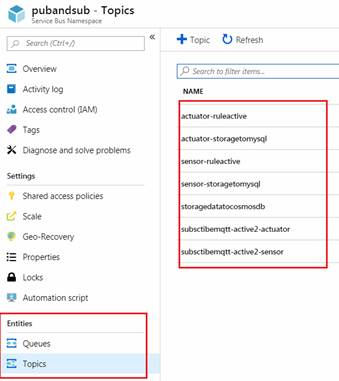 pubandsub - Topics
Service Bus Namespace
Search (Ctrl+/)
«
Overview
Activity log
Access control (IAM)
Tags
Diagnose and solve problems
Settings
Shared access policies
Scale
Geo-Recovery
Properties
Locks
Automation script
Entities
Queues
Topics
+ Topic
Refresh
Search to filter items...
NAME
actuator-ruleactive
actuator-storagetomysql
sensor-ruleactive
sensor-storagetomysql
storagedatatocosmosdb
subsctibemqtt-active2-actuator
subsctibemqtt-active2-sensor